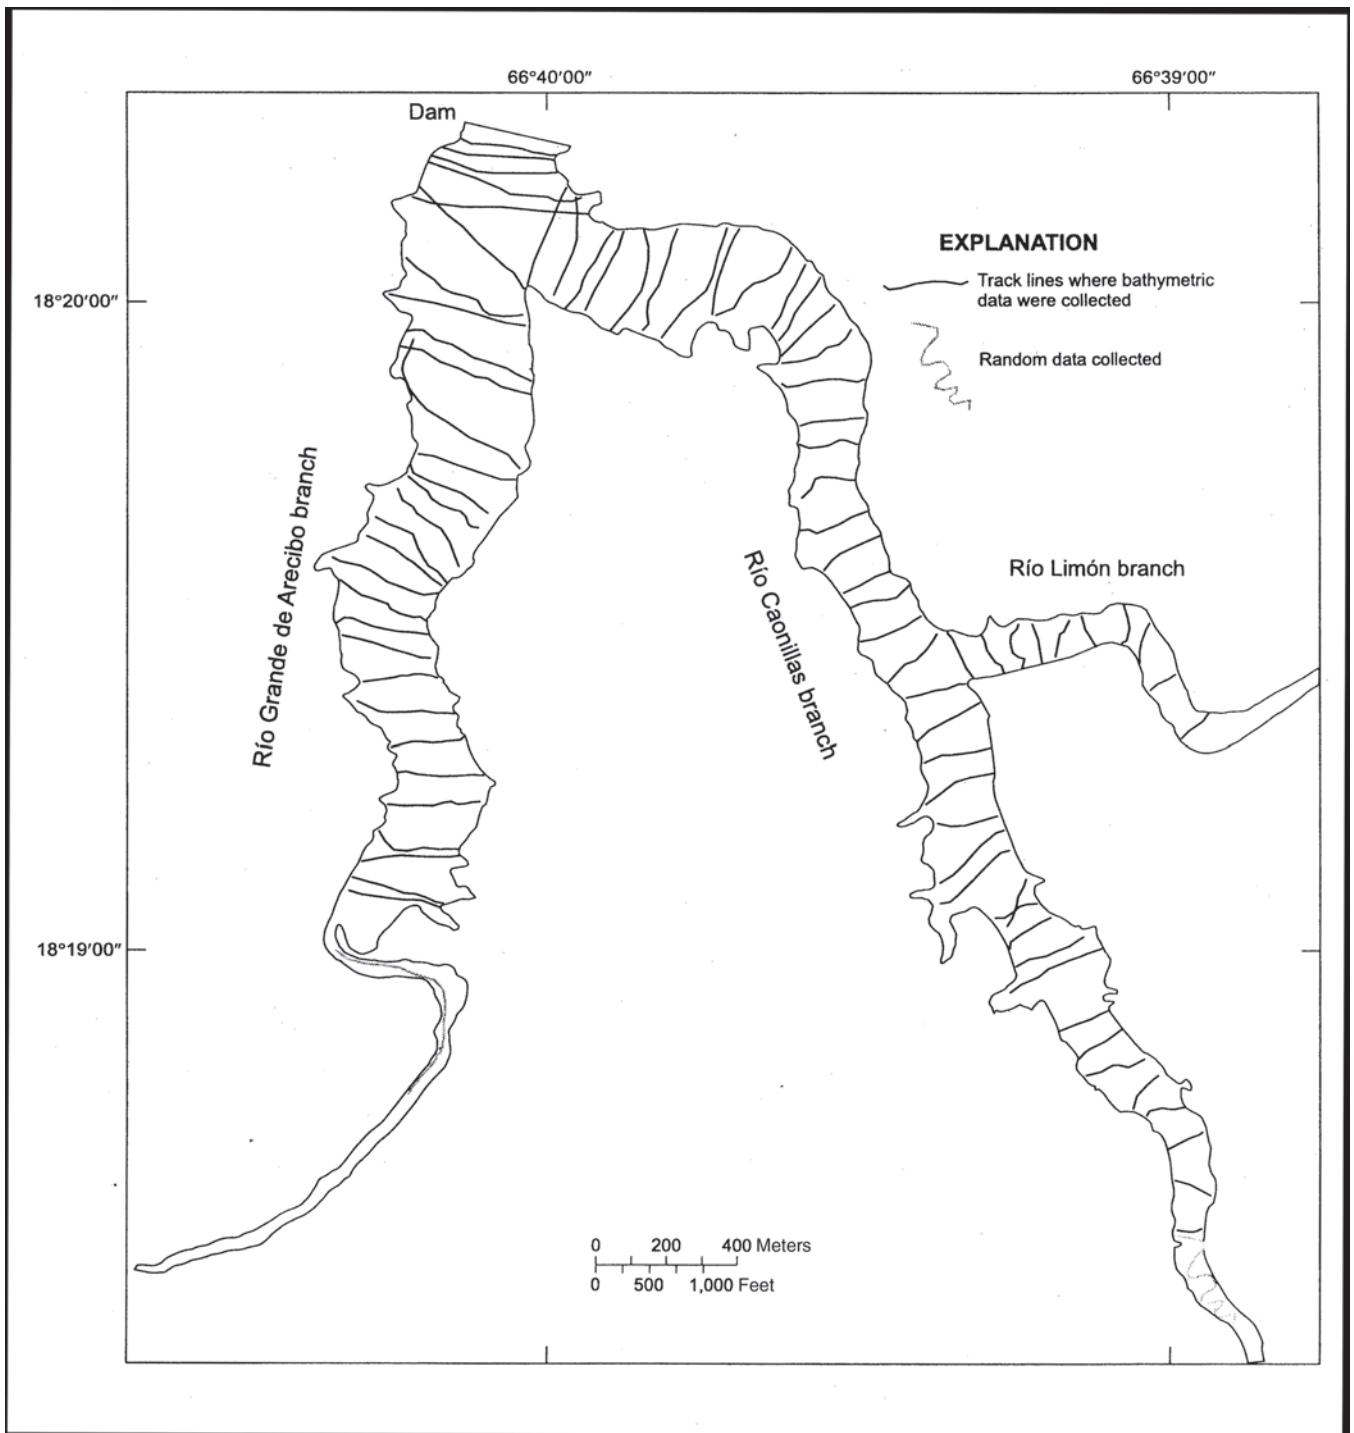 66°40'00"
66°39'00"
Dam
EXPLANATION
Track lines where bathymetric
data were collected
18°20'00"
Random data collected
Río Grande de Arecibo branch
Río Caonillas branch
Río Limón branch
18°19'00"
0 200 400 Meters
0 500 1,000 Feet